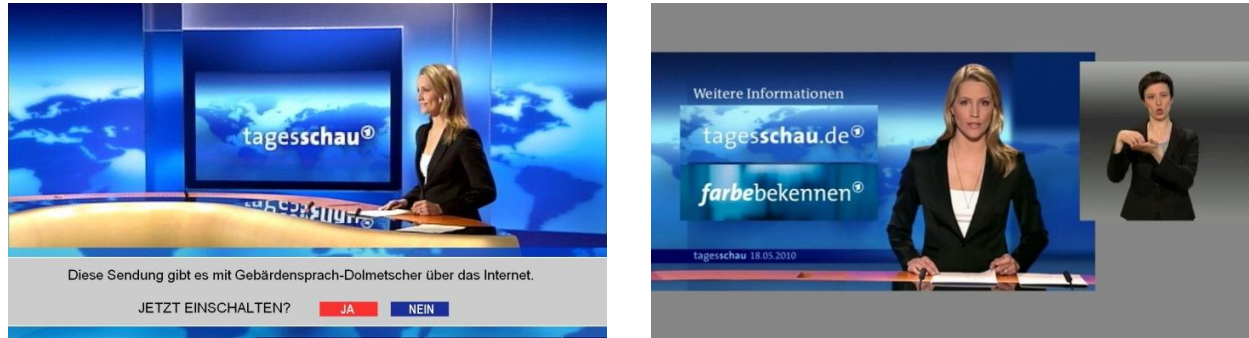 tagesschau
Diese Sendung gibt es mit Gebärdensprach-Dolmetscher über das Internet.
JETZT EINSCHALTEN? JA NEIN
Weitere Informationen
tagesschau.de
farbebekennen
tagesschau 18.05.2010